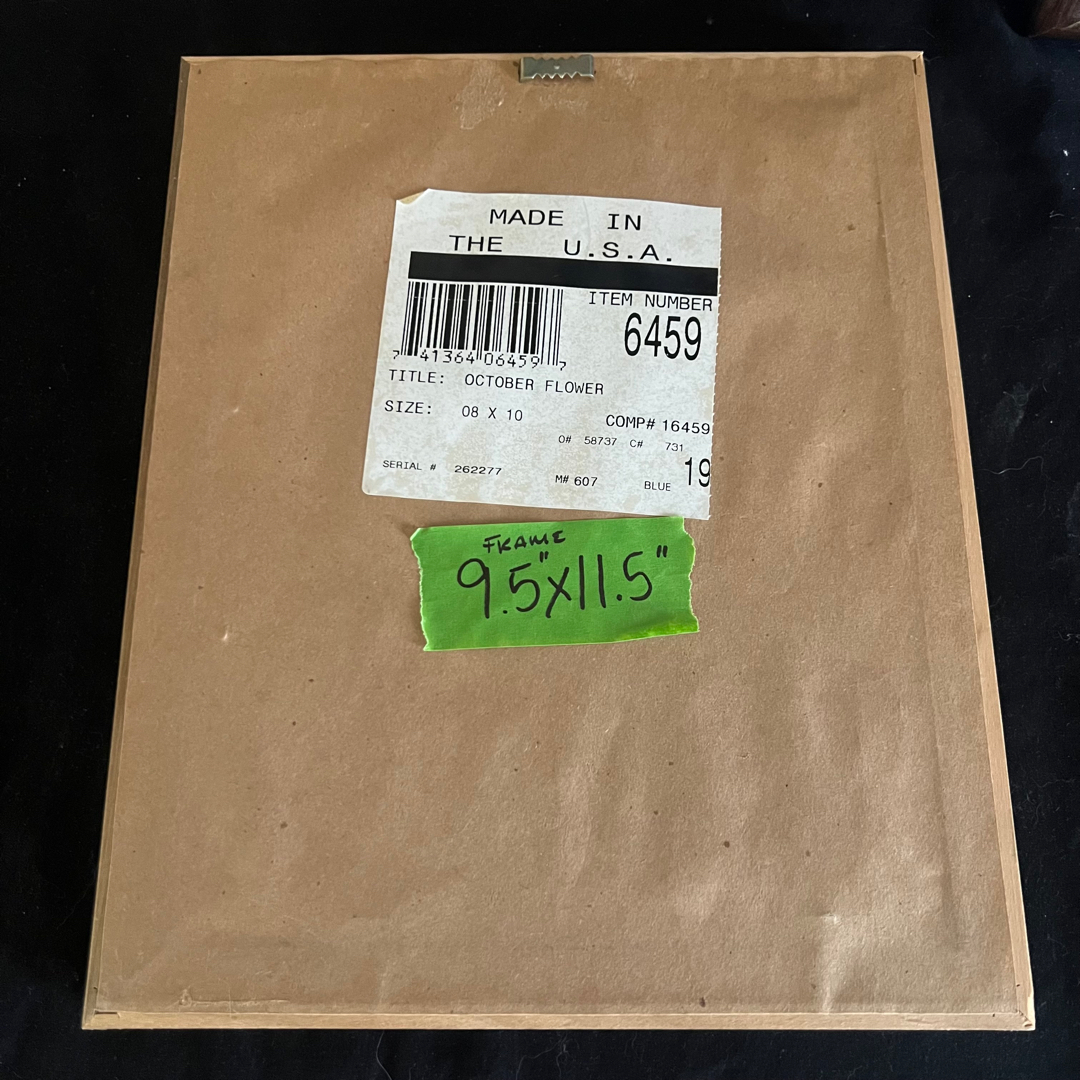 MADE IN
THE U.S.A.
ITEM NUMBER
6459
7 41364 06459 7
TITLE: OCTOBER FLOWER
SIZE: 08 X 10
COMP# 16459
O# 58737 C# 731
SERIAL # 262277
M# 607
BLUE 19
FRAME
9.5"X11.5"